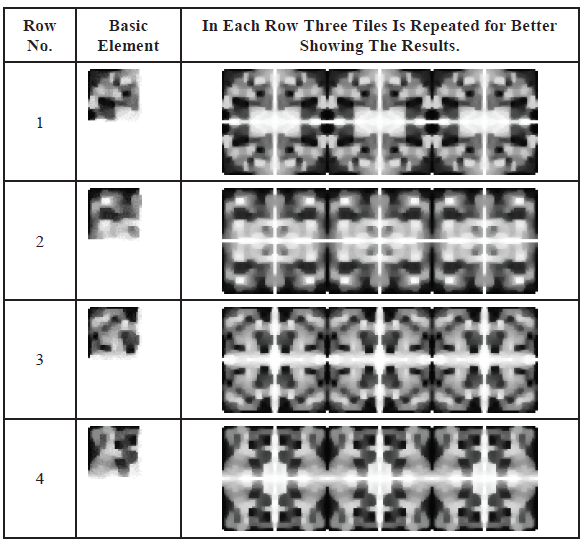 Row No.
Basic Element
In Each Row Three Tiles Is Repeated for Better Showing The Results.
1
2
3
4